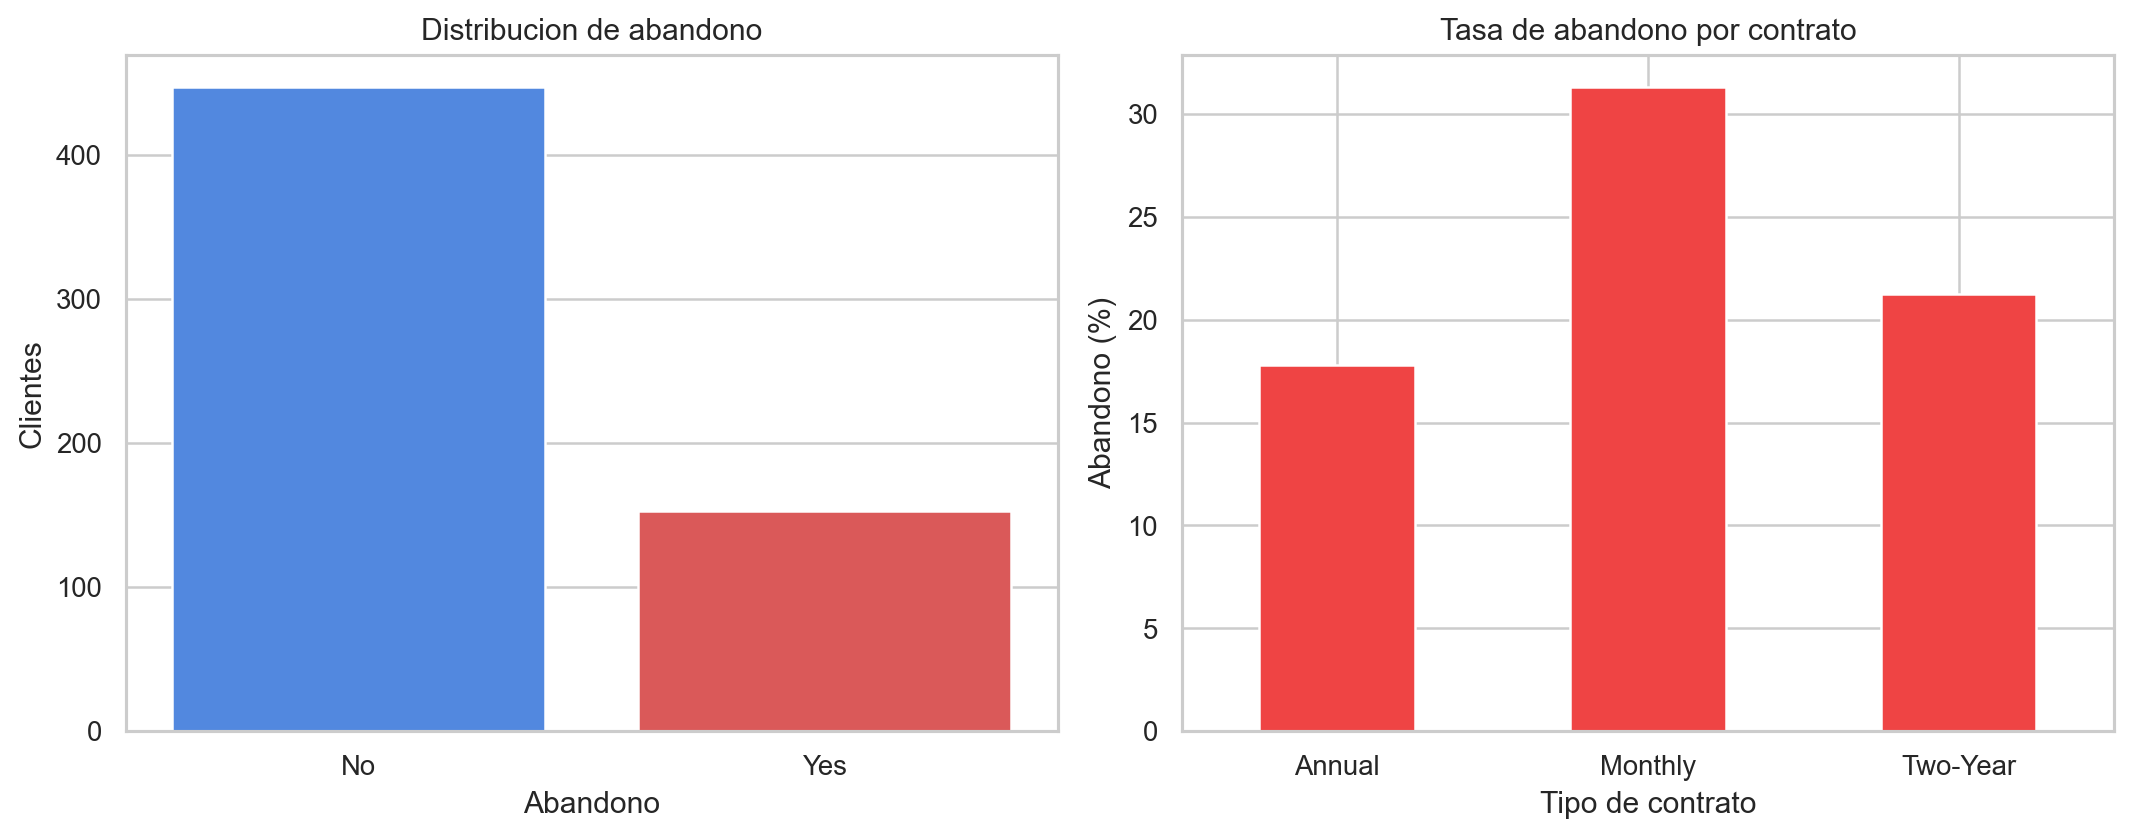 Distribucion de abandono
400
300
200
100
0
Clientes
No
Yes
Abandono
Tasa de abandono por contrato
30
25
20
15
10
5
0
Abandono (%)
Annual
Monthly
Two-Year
Tipo de contrato